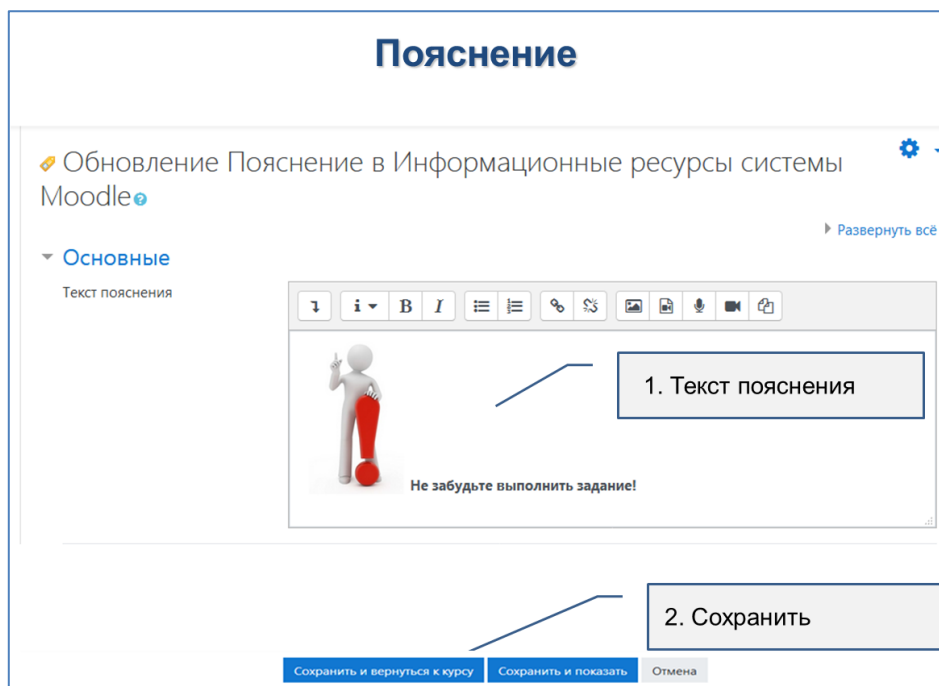 Пояснение
Обновление Пояснение в Информационные ресурсы системы
Moodle
Развернуть всё
Основные
Текст пояснения
i B I
1. Текст пояснения
Не забудьте выполнить задание!
2. Сохранить
Сохранить и вернуться к курсу Сохранить и показать Отмена